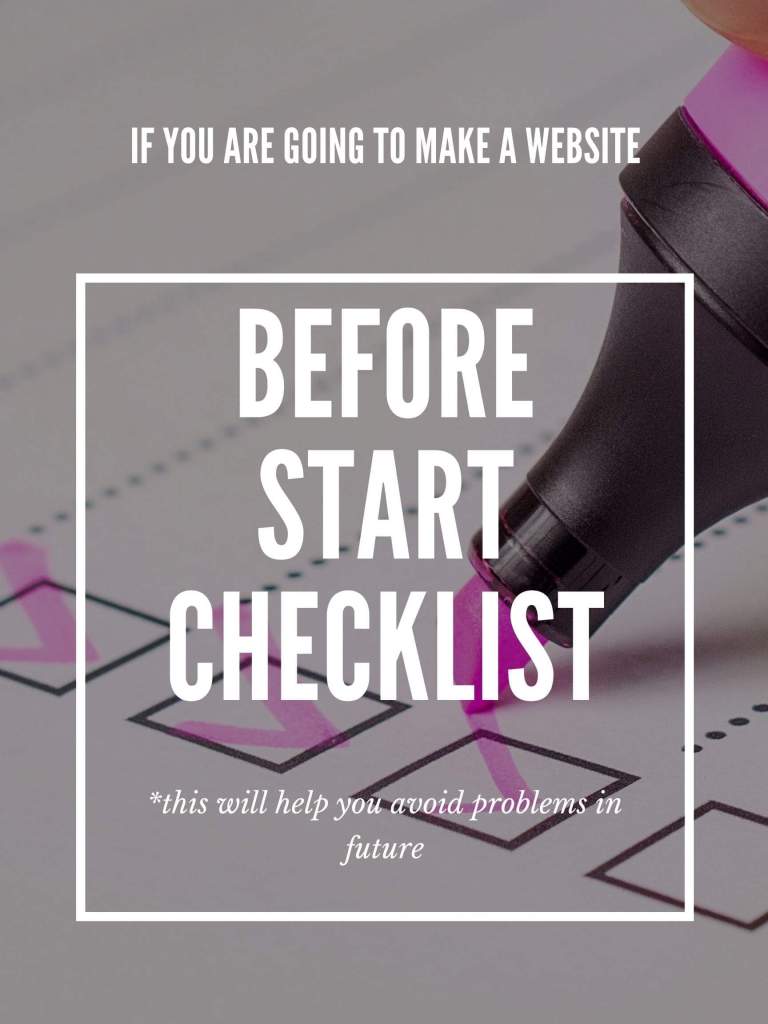 IF YOU ARE GOING TO MAKE A WEBSITE
BEFORE
START
CHECKLIST
*this will help you avoid problems in
future